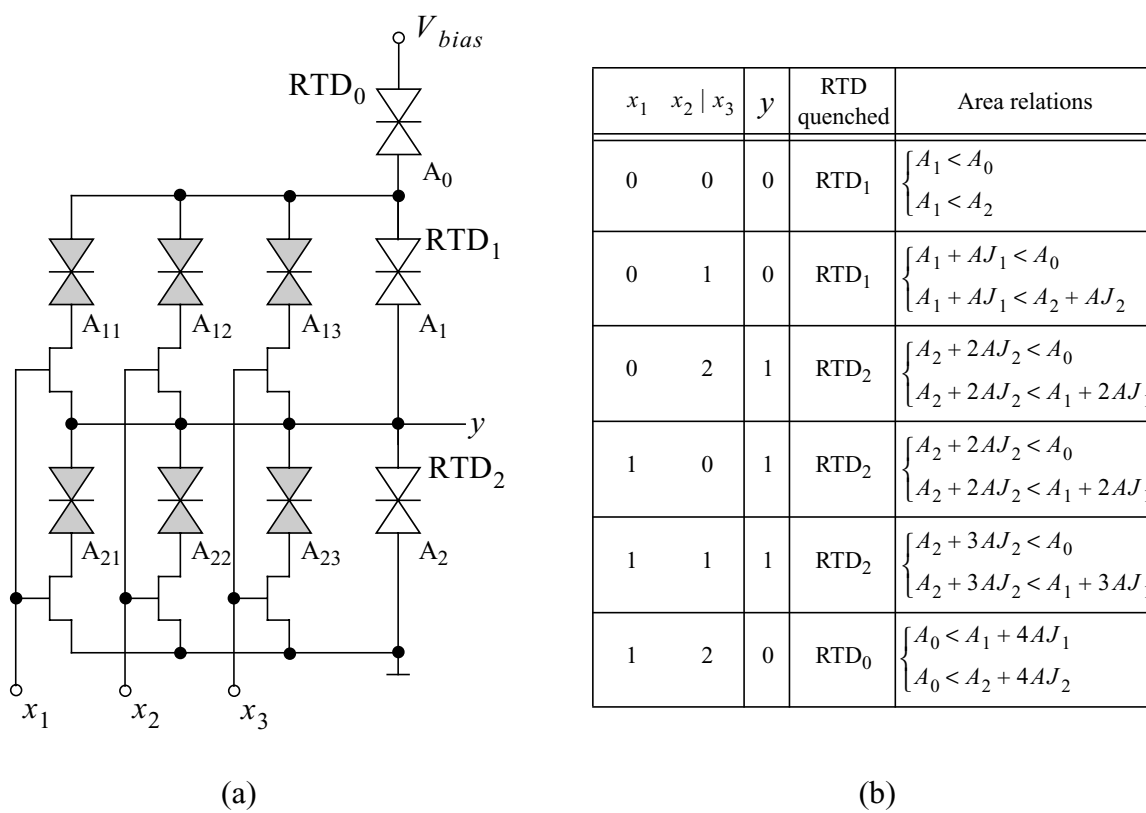 V_bias
RTD_0
A_0
RTD_1
A_11 A_12 A_13 A_1
y
RTD_2
A_21 A_22 A_23 A_2
x_1 x_2 x_3
(a)
x_1 x_2 | x_3 y RTD quenched Area relations
0 0 0 RTD_1 { A_1 < A_0
A_1 < A_2
0 1 0 RTD_1 { A_1 + AJ_1 < A_0
A_1 + AJ_1 < A_2 + AJ_2
0 2 1 RTD_2 { A_2 + 2AJ_2 < A_0
A_2 + 2AJ_2 < A_1 + 2AJ
1 0 1 RTD_2 { A_2 + 2AJ_2 < A_0
A_2 + 2AJ_2 < A_1 + 2AJ
1 1 1 RTD_2 { A_2 + 3AJ_2 < A_0
A_2 + 3AJ_2 < A_1 + 3AJ
1 2 0 RTD_0 { A_0 < A_1 + 4AJ_1
A_0 < A_2 + 4AJ_2
(b)